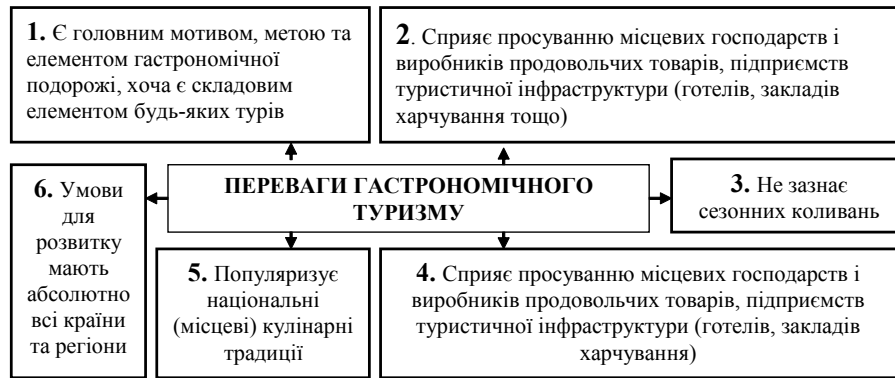 1. Є головним мотивом, метою та
елементом гастрономічної
подорожі, хоча є складовим
елементом будь-яких турів
2. Сприяє просуванню місцевих господарств і
виробників продовольчих товарів, підприємств
туристичної інфраструктури (готелів, закладів
харчування тощо)
6. Умови
для
розвитку
мають
абсолютно
всі країни
та регіони
ПЕРЕВАГИ ГАСТРОНОМІЧНОГО
ТУРИЗМУ
3. Не зазнає
сезонних коливань
5. Популяризує
національні
(місцеві) кулінарні
традиції
4. Сприяє просуванню місцевих господарств і
виробників продовольчих товарів, підприємств
туристичної інфраструктури (готелів, закладів
харчування)